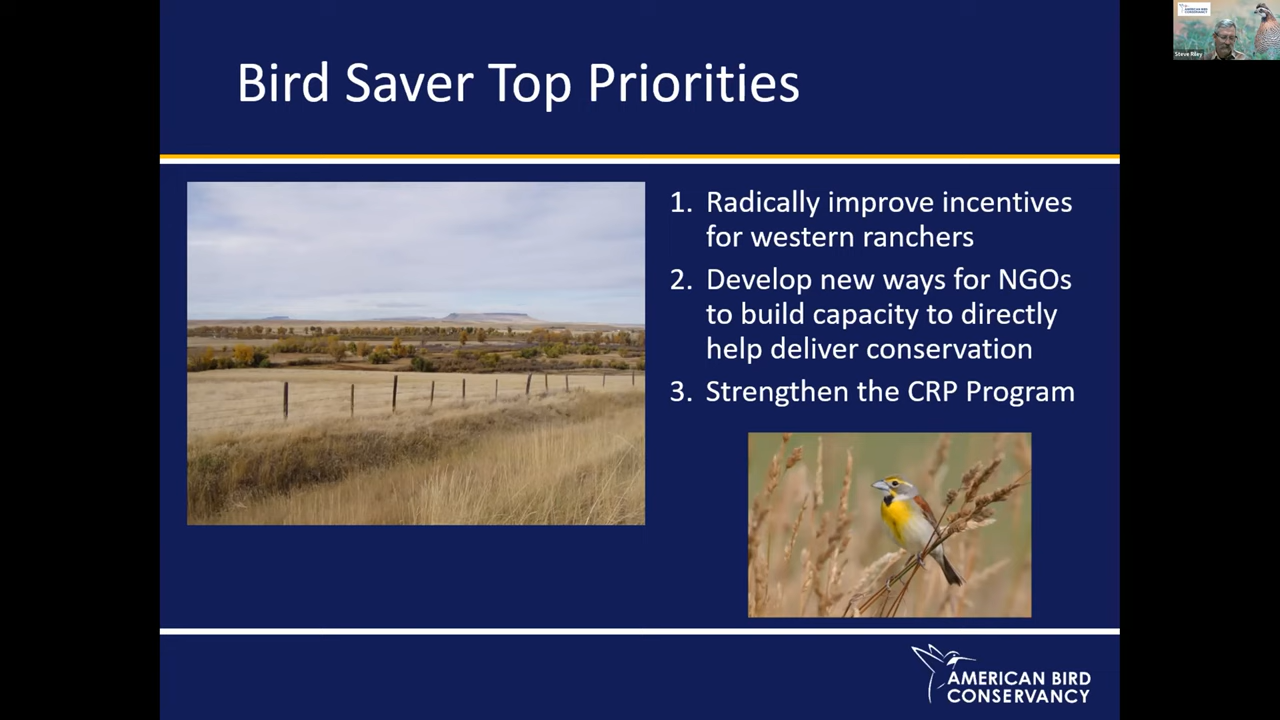 Bird Saver Top Priorities
1. Radically improve incentives
for western ranchers
2. Develop new ways for NGOs
to build capacity to directly
help deliver conservation
3. Strengthen the CRP Program
AMERICAN BIRD
CONSERVANCY
Steve Riley